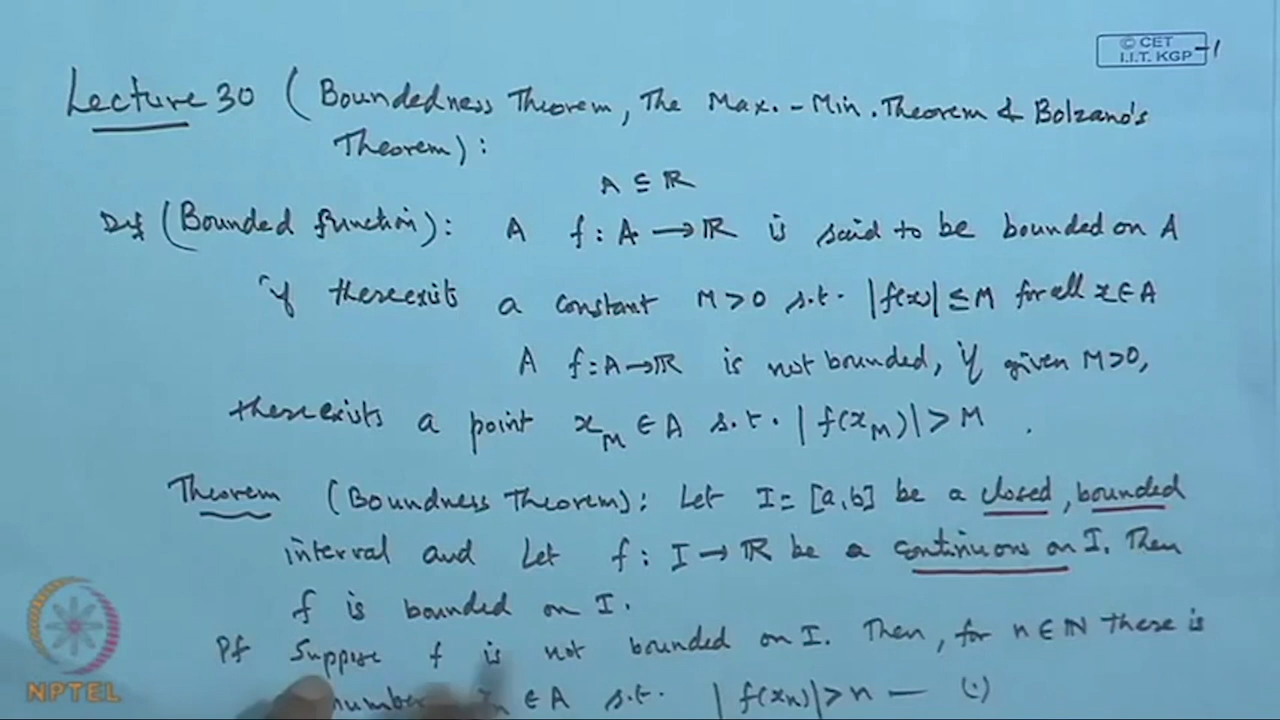 © CET
I.I.T. KGP -1
Lecture 30 (Boundedness Theorem, The Max.-Min. Theorem & Bolzano's
Theorem):
A ⊆ ℝ
Def (Bounded function): A f: A → ℝ is said to be bounded on A
if there exists a constant M>0 s.t. |f(x)| ≤ M for all x ∈ A
A f: A → ℝ is not bounded, if given M>0,
there exists a point x_M ∈ A s.t. |f(x_M)| > M .
Theorem (Boundness Theorem): Let I = [a,b] be a closed, bounded
interval and Let f: I → ℝ be a continuous on I. Then
f is bounded on I.
Pf Suppose f is not bounded on I. Then, for n ∈ ℕ there is
number ∈ A s.t. |f(xn)| > n —
NPTEL